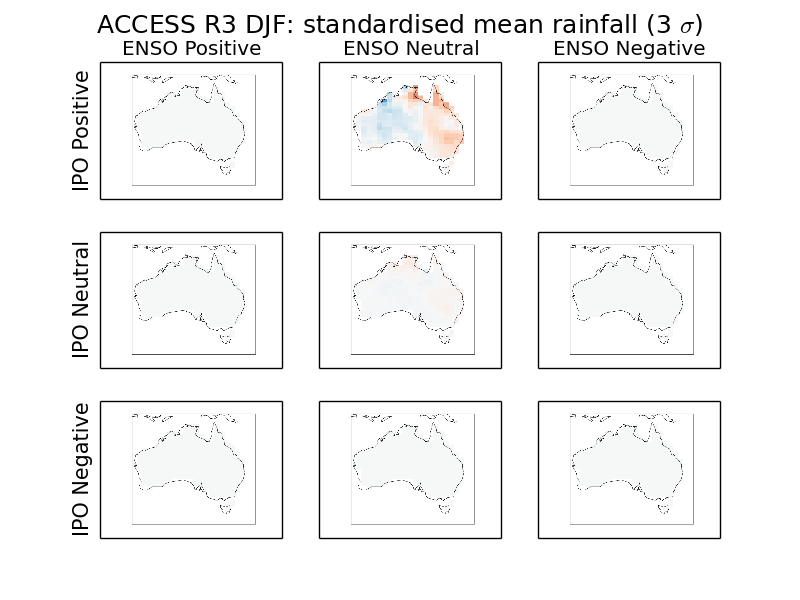 ACCESS R3 DJF: standardised mean rainfall (3 σ)
ENSO Positive
ENSO Neutral
ENSO Negative
IPO Positive
IPO Neutral
IPO Negative